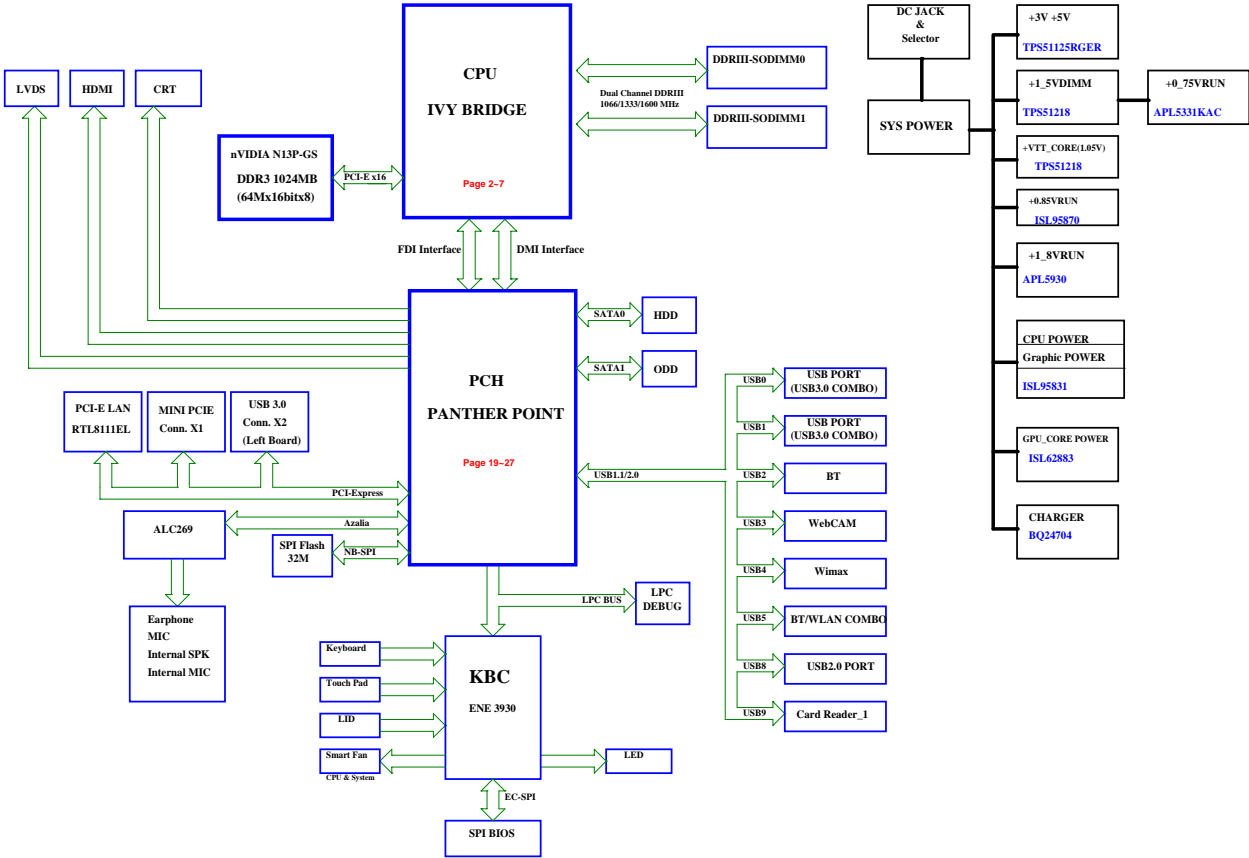 DC JACK
&
Selector
+3V +5V
TPS51125RGER
SYS POWER
+1_5VDIMM
TPS51218
+0_75VRUN
APL5331KAC
+VTT_CORE(1.05V)
TPS51218
+0.85VRUN
ISL95870
+1_8VRUN
APL5930
CPU POWER
Graphic POWER
ISL95831
GPU_CORE POWER
ISL62883
CHARGER
BQ24704
LVDS
HDMI
CRT
CPU
IVY BRIDGE
Page 2~7
DDRIII-SODIMM0
Dual Channel DDRIII
1066/1333/1600 MHz
DDRIII-SODIMM1
nVIDIA N13P-GS
DDR3 1024MB
(64Mx16bitx8)
PCI-E x16
FDI Interface
DMI Interface
PCH
PANTHER POINT
Page 19~27
SATA0
HDD
SATA1
ODD
PCI-E LAN
RTL8111EL
MINI PCIE
Conn. X1
USB 3.0
Conn. X2
(Left Board)
PCI-Express
ALC269
Azalia
SPI Flash
32M
NB-SPI
Earphone
MIC
Internal SPK
Internal MIC
USB1.1/2.0
USB0
USB PORT
(USB3.0 COMBO)
USB1
USB PORT
(USB3.0 COMBO)
USB2
BT
USB3
WebCAM
USB4
Wimax
USB5
BT/WLAN COMBO
USB8
USB2.0 PORT
USB9
Card Reader_1
LPC BUS
LPC
DEBUG
KBC
ENE 3930
Keyboard
Touch Pad
LID
Smart Fan
CPU & System
LED
EC-SPI
SPI BIOS